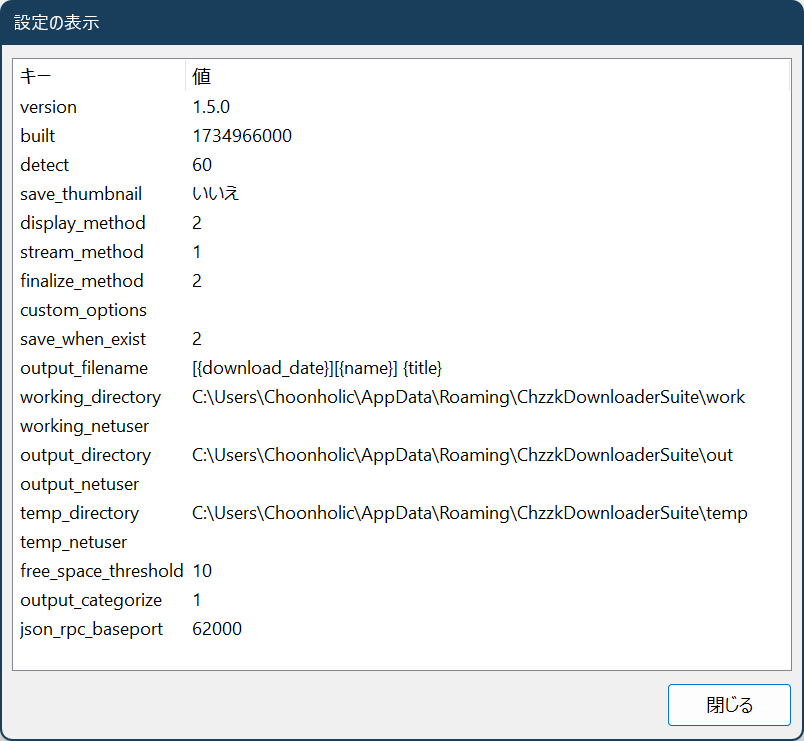 設定の表示
キー 値
version 1.5.0
built 1734966000
detect 60
save_thumbnail いいえ
display_method 2
stream_method 1
finalize_method 2
custom_options
save_when_exist 2
output_filename [{download_date}][{name}] {title}
working_directory C:\Users\Choonholic\AppData\Roaming\ChzzkDownloaderSuite\work
working_netuser
output_directory C:\Users\Choonholic\AppData\Roaming\ChzzkDownloaderSuite\out
output_netuser
temp_directory C:\Users\Choonholic\AppData\Roaming\ChzzkDownloaderSuite\temp
temp_netuser
free_space_threshold 10
output_categorize 1
json_rpc_baseport 62000
閉じる